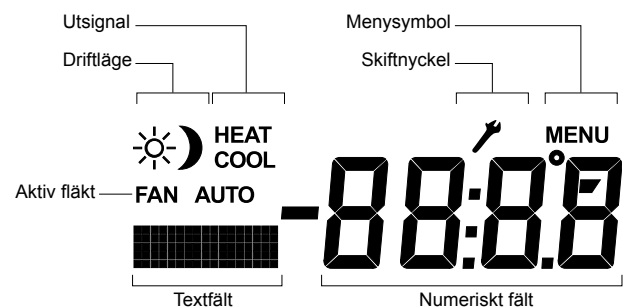 Utsignal
Menysymbol
Driftläge
Skiftnyckel
HEAT
COOL
MENU
Aktiv fläkt
FAN AUTO
-88:8.8
Textfält
Numeriskt fält